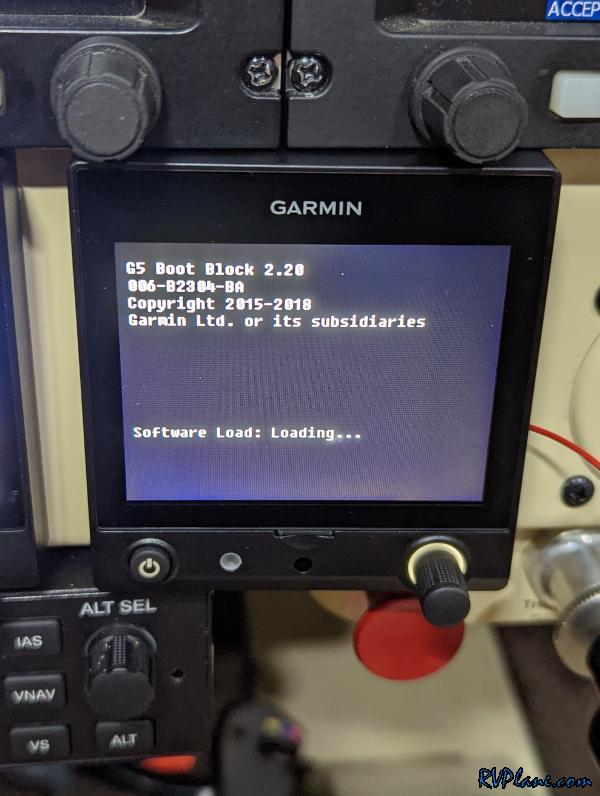 ACCEP
GARMIN
G5 Boot Block 2.20
006-B2304-BA
Copyright 2015-2018
Garmin Ltd. or its subsidiaries
Software Load: Loading...
ALT SEL
IAS
VNAV
VS
ALT
RVPlane.com